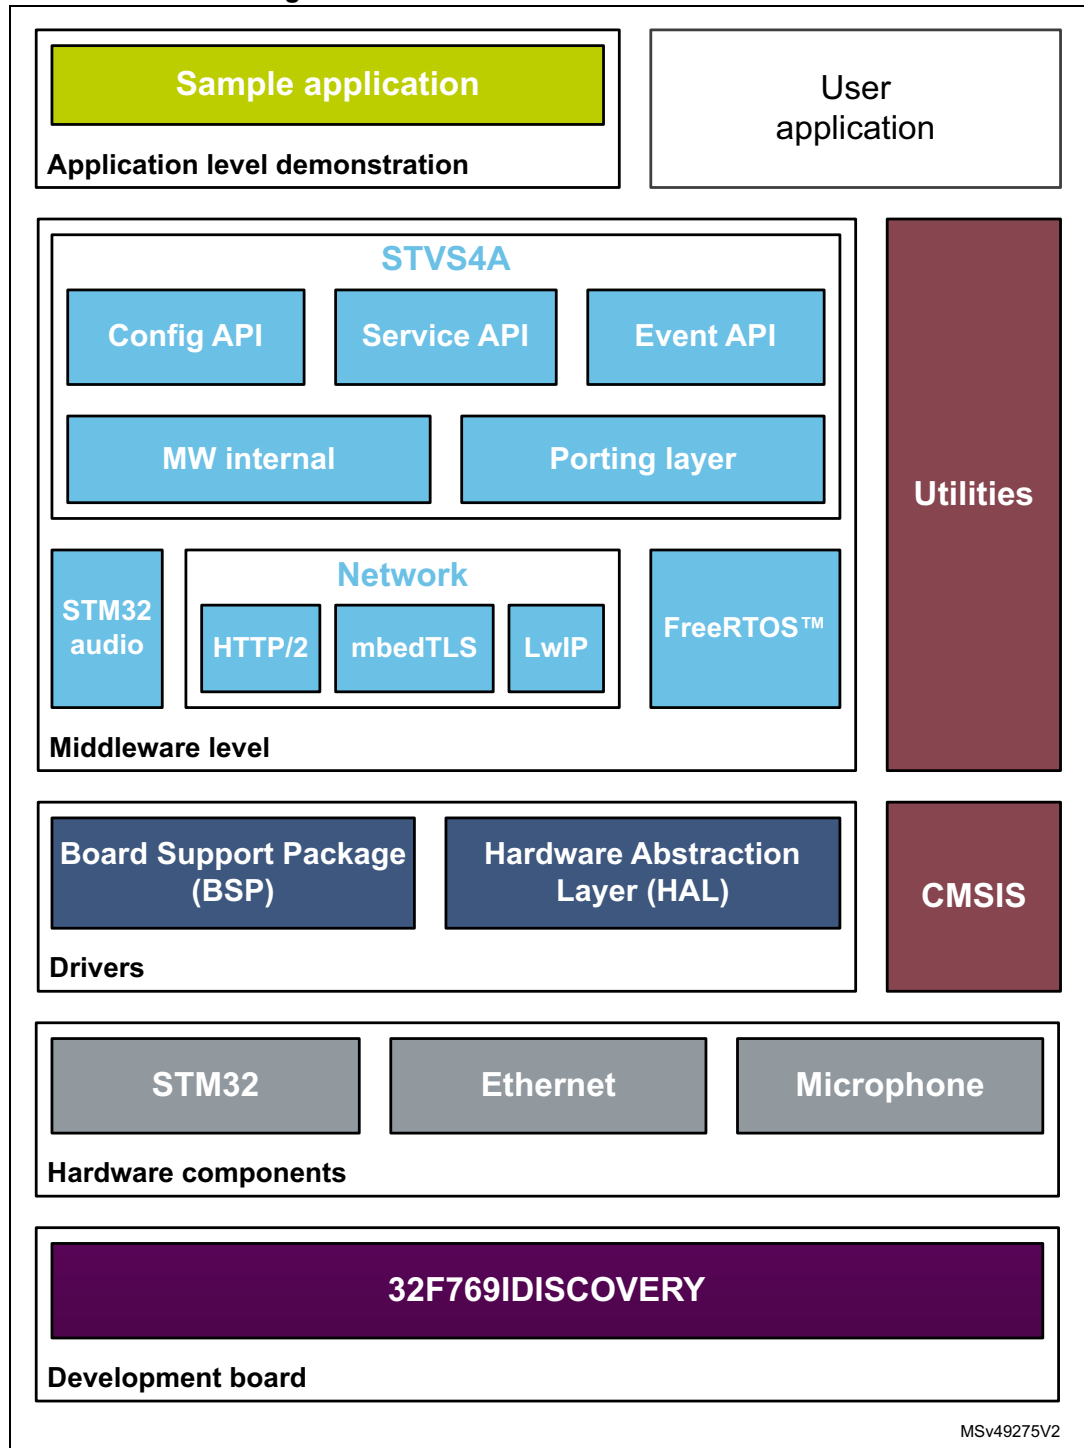 Sample application
Application level demonstration
User
application
STVS4A
Config API
Service API
Event API
MW internal
Porting layer
Utilities
STM32
audio
Network
HTTP/2
mbedTLS
LwIP
FreeRTOS™
Middleware level
Board Support Package
(BSP)
Hardware Abstraction
Layer (HAL)
Drivers
CMSIS
STM32
Ethernet
Microphone
Hardware components
32F769IDISCOVERY
Development board
MSv49275V2